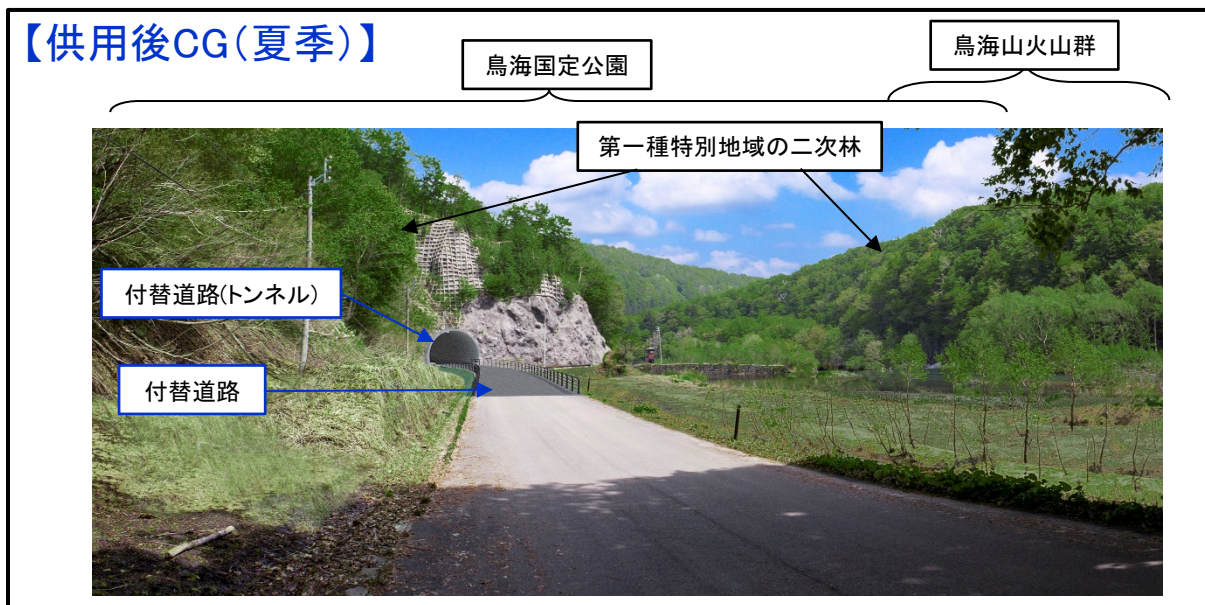 【供用後CG(夏季)】
鳥海山火山群
鳥海国定公園
第一種特別地域の二次林
付替道路(トンネル)
付替道路